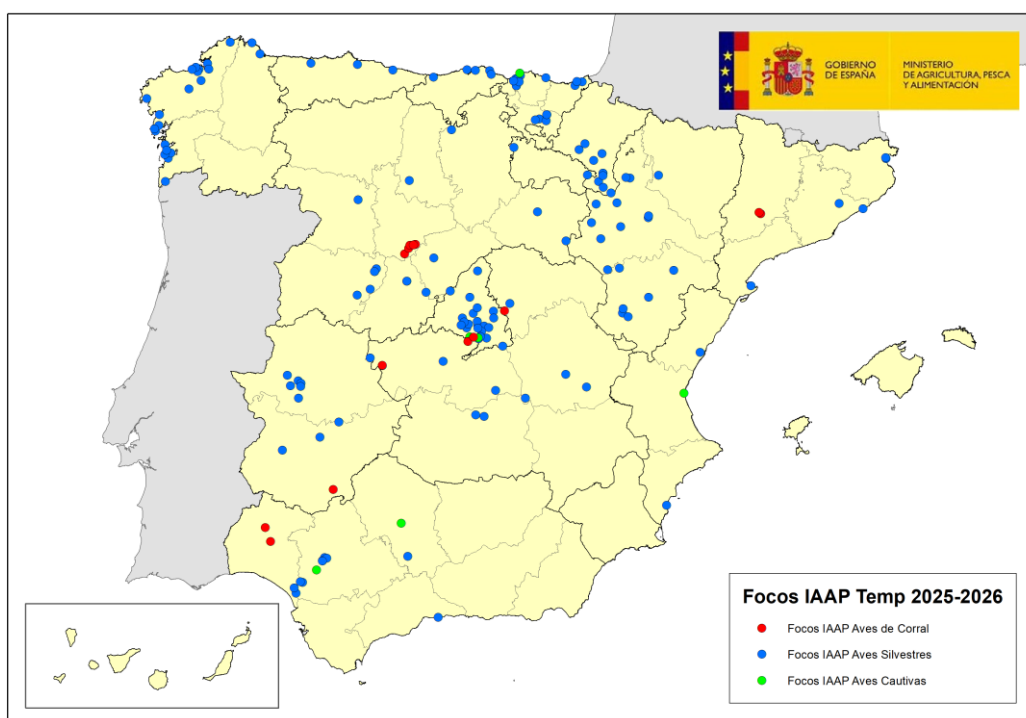 GOBIERNO
DE ESPAÑA
MINISTERIO
DE AGRICULTURA, PESCA
Y ALIMENTACIÓN
Focos IAAP Temp 2025-2026
Focos IAAP Aves de Corral
Focos IAAP Aves Silvestres
Focos IAAP Aves Cautivas